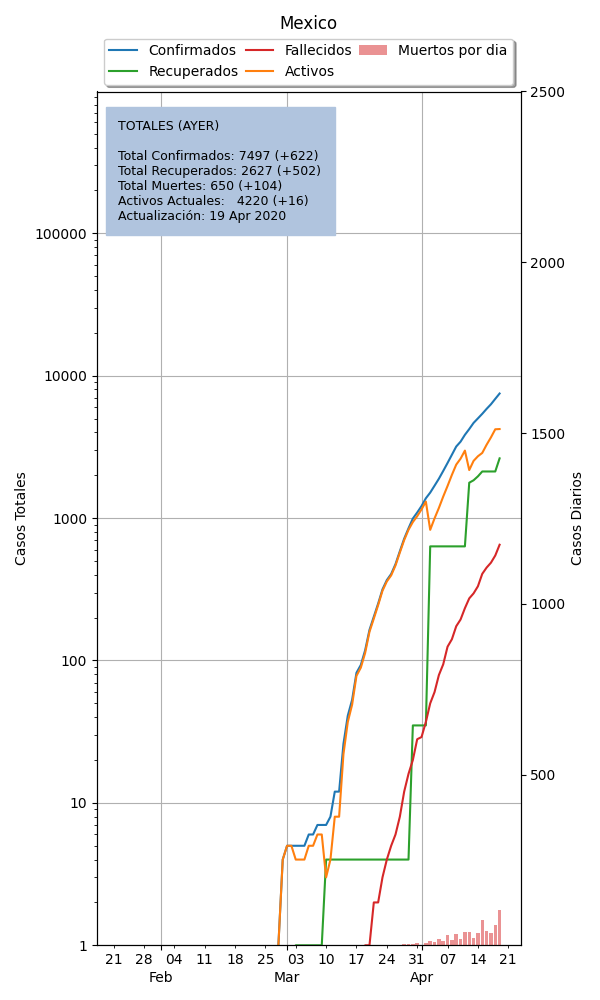 Mexico
Confirmados
Recuperados
Fallecidos
Activos
Muertos por dia
TOTALES (AYER)
Total Confirmados: 7497 (+622)
Total Recuperados: 2627 (+502)
Total Muertes: 650 (+104)
Activos Actuales: 4220 (+16)
Actualización: 19 Apr 2020
100000
10000
1000
100
10
1
Casos Totales
2500
2000
1500
1000
500
Casos Diarios
21 28 04 11 18 25 03 10 17 24 31 07 14 21
Feb Mar Apr